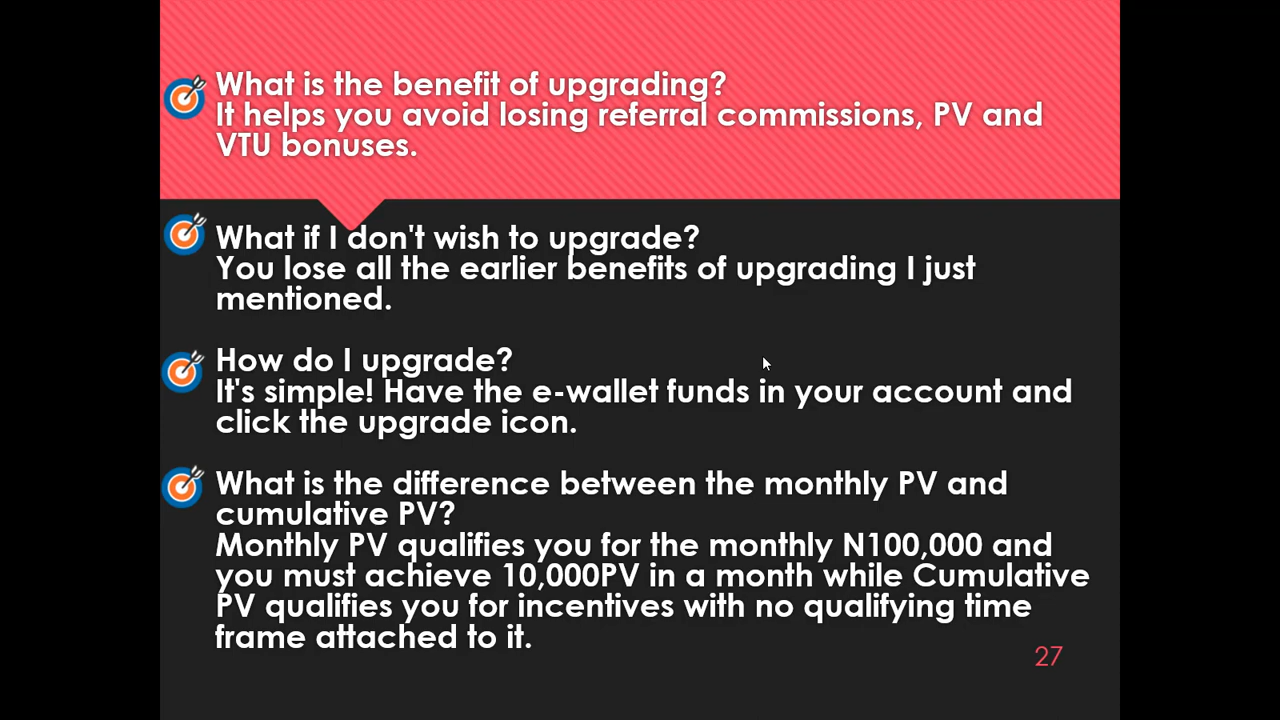 What is the benefit of upgrading?
It helps you avoid losing referral commissions, PV and
VTU bonuses.
What if I don't wish to upgrade?
You lose all the earlier benefits of upgrading I just
mentioned.
How do I upgrade?
It's simple! Have the e-wallet funds in your account and
click the upgrade icon.
What is the difference between the monthly PV and
cumulative PV?
Monthly PV qualifies you for the monthly N100,000 and
you must achieve 10,000PV in a month while Cumulative
PV qualifies you for incentives with no qualifying time
frame attached to it.
27